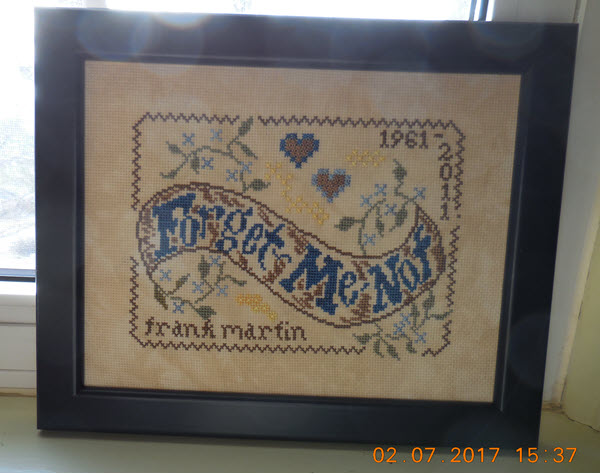 1961-
2011
Forget Me Not
frank martin
02.07.2017 15:37